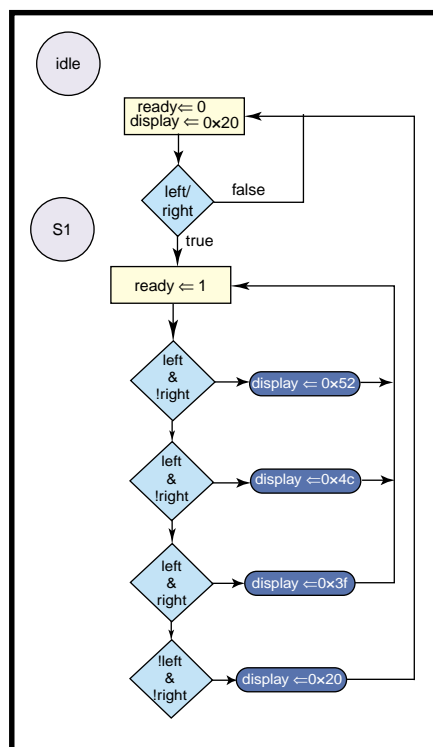 idle
ready⇐ 0
display ⇐ 0×20
left/
right
false
true
S1
ready ⇐ 1
left
&
!right
display ⇐ 0×52
left
&
!right
display ⇐0×4c
left
&
right
display ⇐0×3f
!left
&
!right
display ⇐0×20